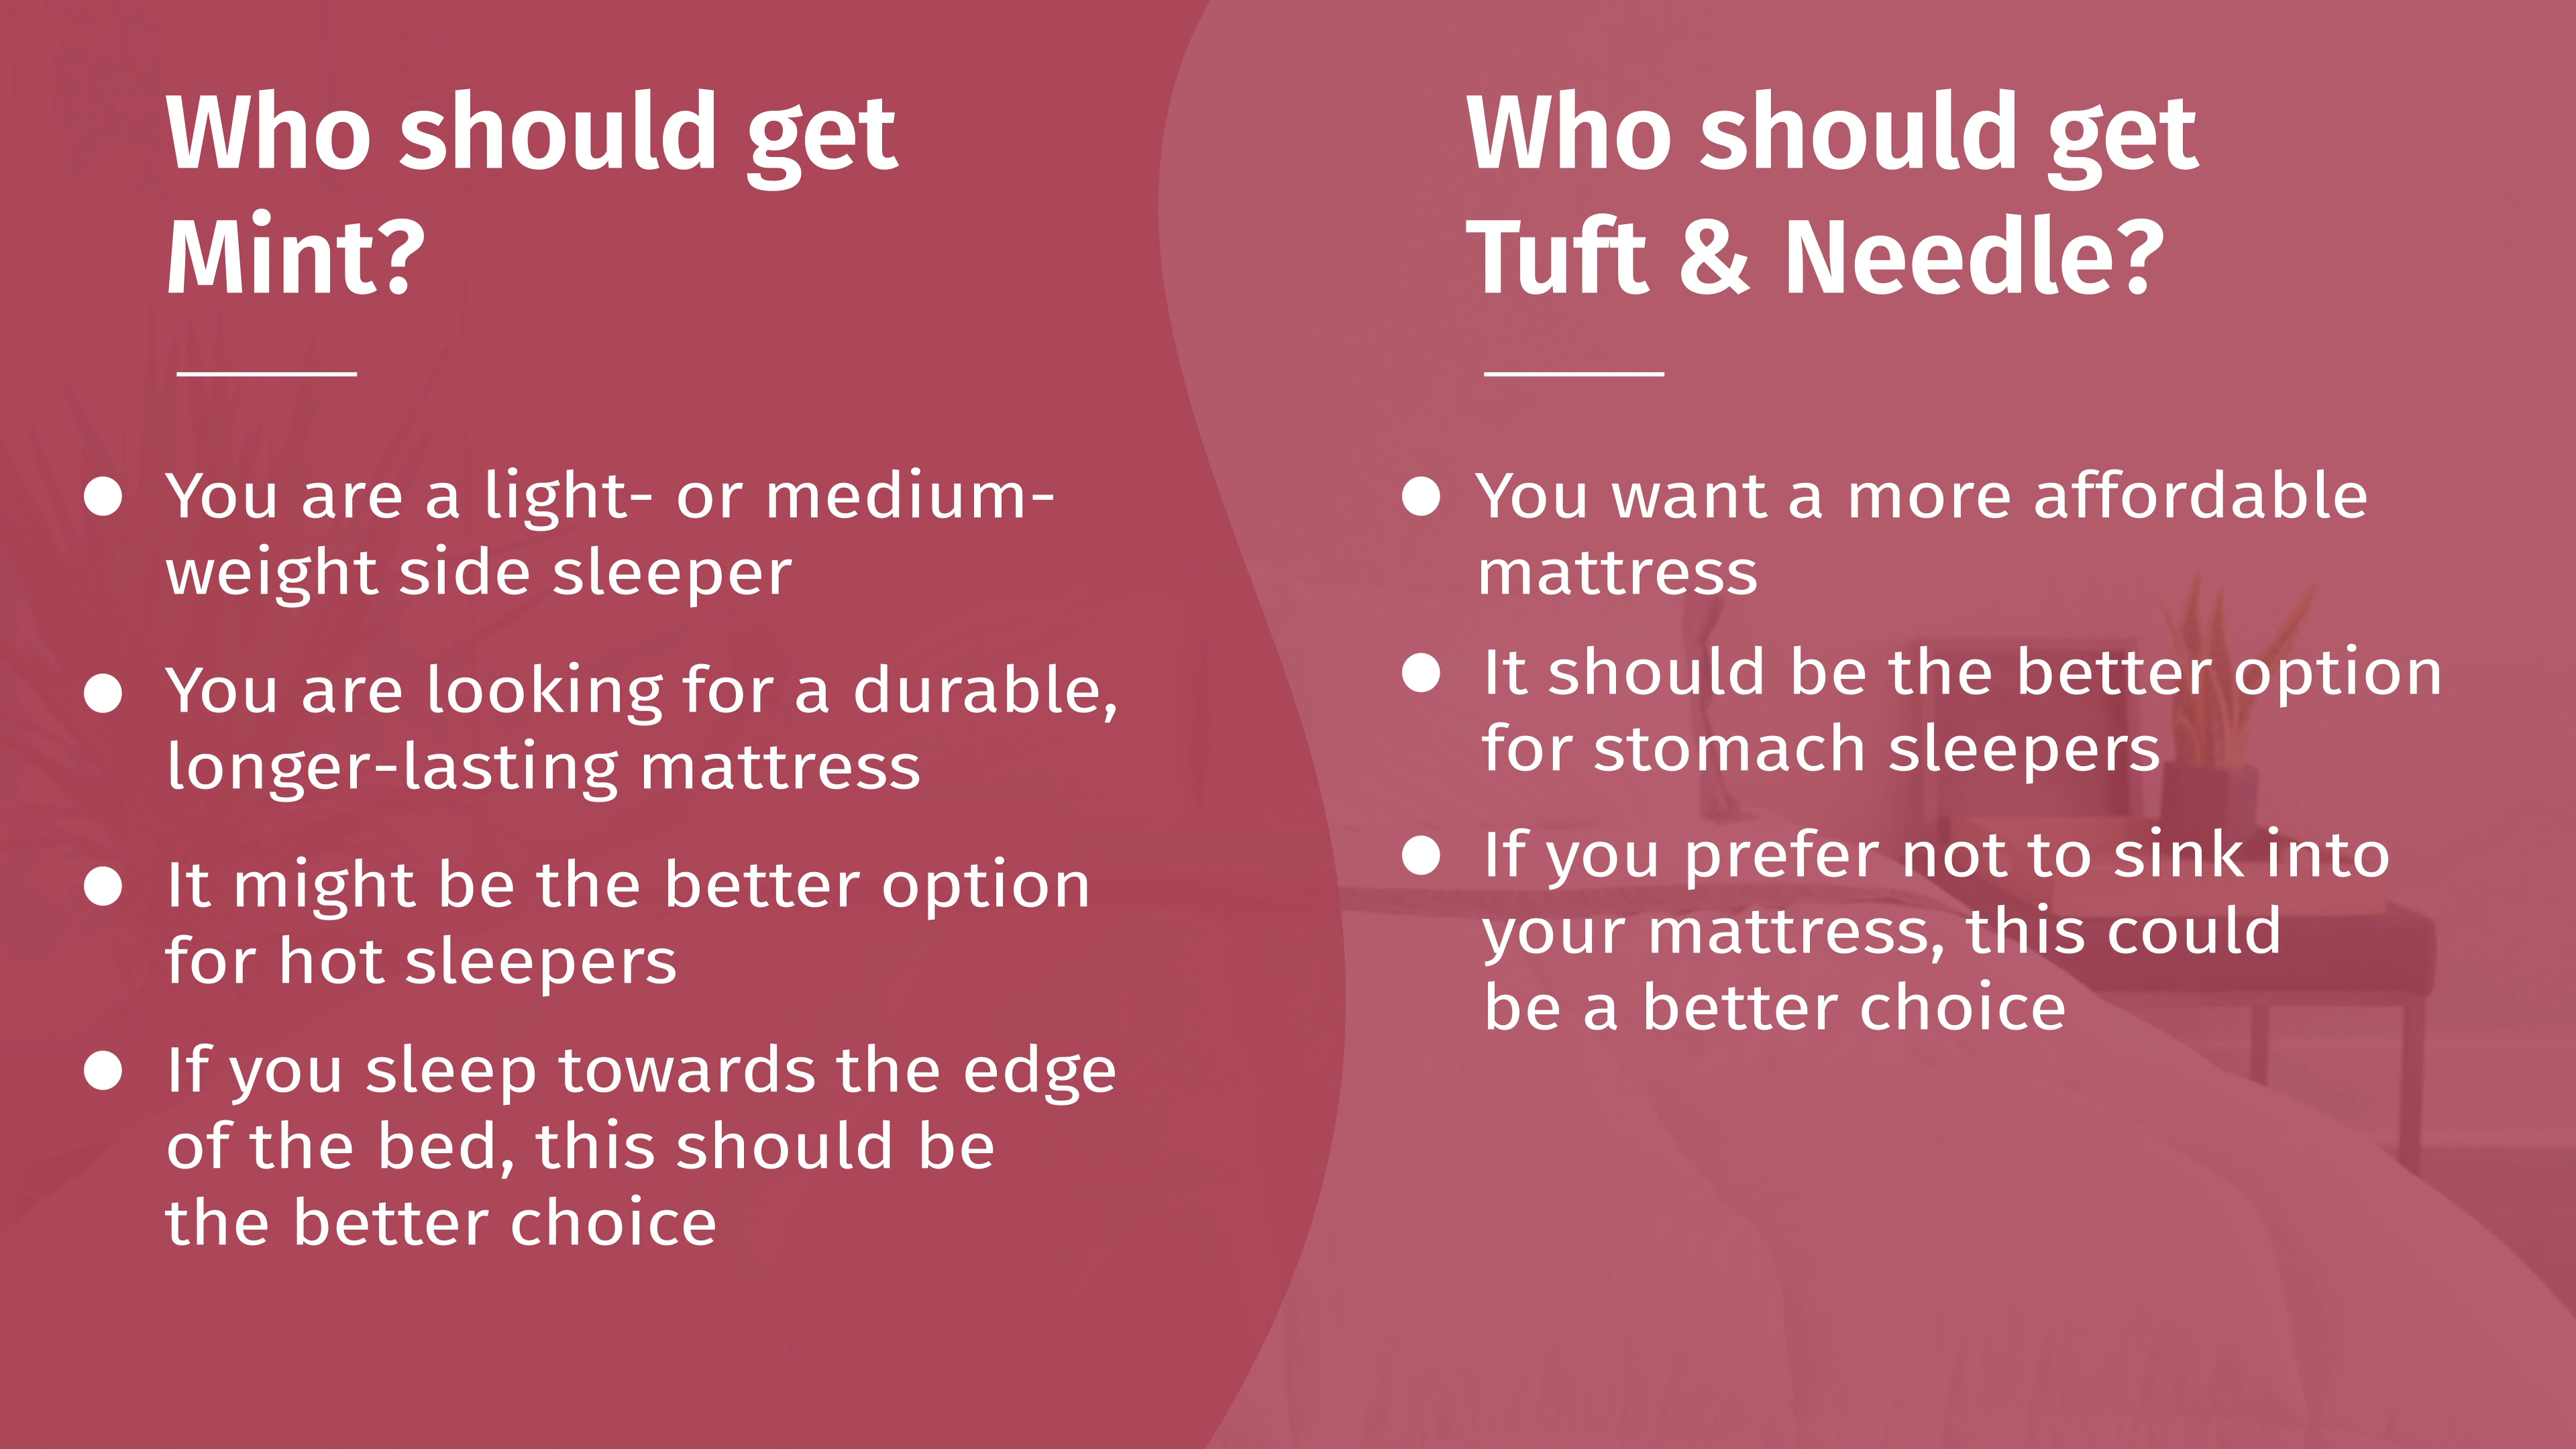 Who should get
Mint?
● You are a light- or medium-
weight side sleeper
● You are looking for a durable,
longer-lasting mattress
● It might be the better option
for hot sleepers
● If you sleep towards the edge
of the bed, this should be
the better choice
Who should get
Tuft & Needle?
● You want a more affordable
mattress
● It should be the better option
for stomach sleepers
● If you prefer not to sink into
your mattress, this could
be a better choice